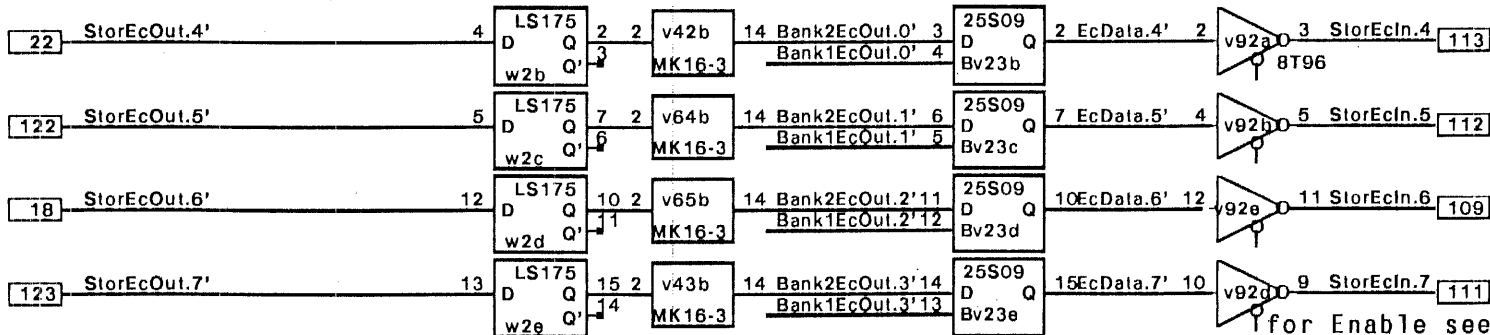 LS175 25S09
22 StorEcOut.4' 4 D Q 2 2 v42b 14 Bank2EcOut.0' 3 D Q 2 EcData.4' 2 v92a 3 StorEcIn.4 113
3 Bank1EcOut.0' 4
w2b Q' MK16-3 Bv23b 8T96
LS175 25S09
122 StorEcOut.5' 5 D Q 7 2 v64b 14 Bank2EcOut.1' 6 D Q 7 EcData.5' 4 v92b 5 StorEcIn.5 112
6 Bank1EcOut.1' 5
w2c Q' MK16-3 Bv23c
LS175 25S09
18 StorEcOut.6' 12 D Q 10 2 v65b 14 Bank2EcOut.2' 11 D Q 10 EcData.6' 12 v92e 11 StorEcIn.6 109
11 Bank1EcOut.2' 12
w2d Q' MK16-3 Bv23d
LS175 25S09
123 StorEcOut.7' 13 D Q 15 2 v43b 14 Bank2EcOut.3' 14 D Q 15 EcData.7' 10 v92d 9 StorEcIn.7 111
14 Bank1EcOut.3' 13
w2e Q' MK16-3 Bv23e for Enable see